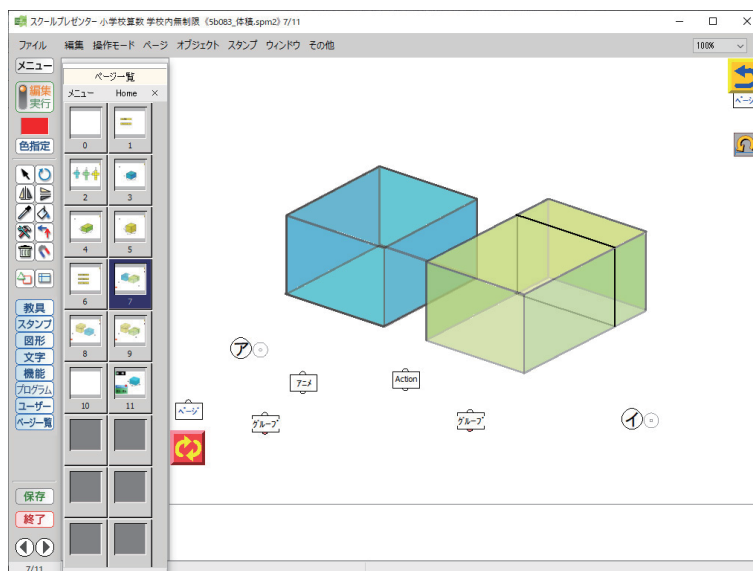 スクールプレゼンター 小学校算数 学校内無制限 《5b083_体積.spm2》 7/11
ファイル 編集 操作モード ページ オブジェクト スタンプ ウィンドウ その他
100%
メニュー
編集
実行
色指定
教具
スタンプ
図形
文字
機能
プログラム
ユーザー
ページ一覧
保存
終了
7/11
ページ一覧
メニュー Home ×
0 1
2 3
4 5
6 7
8 9
10 11
ページ
ア
アニメ
Action
ページ
グループ
グループ
イ